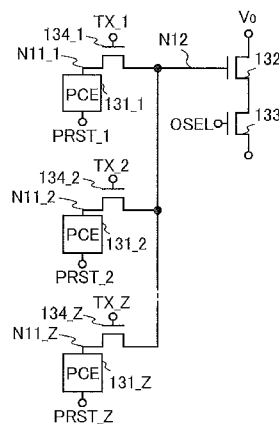 TX_1
134_1
N11_1
PCE
131_1
PRST_1
N12
V0
132
133
OSEL
TX_2
134_2
N11_2
PCE
131_2
PRST_2
TX_Z
134_Z
N11_Z
PCE
131_Z
PRST_Z